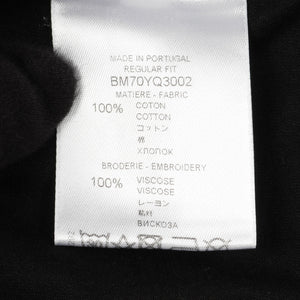 MADE IN PORTUGAL
REGULAR FIT
BM70YQ3002
MATIERE - FABRIC
100% COTON
COTTON
コットン
棉
ХЛОПОК
BRODERIE - EMBROIDERY
100% VISCOSE
VISCOSE
レーヨン
粘料
ВИСКОЗА